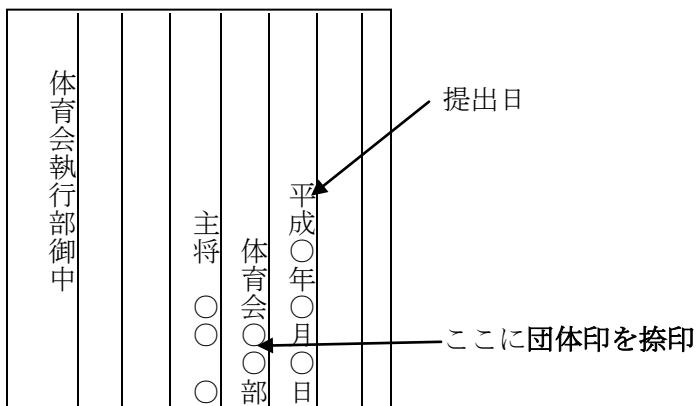 平成○年○月○日
体育会○○部
主将　○○　○
体育会執行部御中
提出日
ここに団体印を捺印